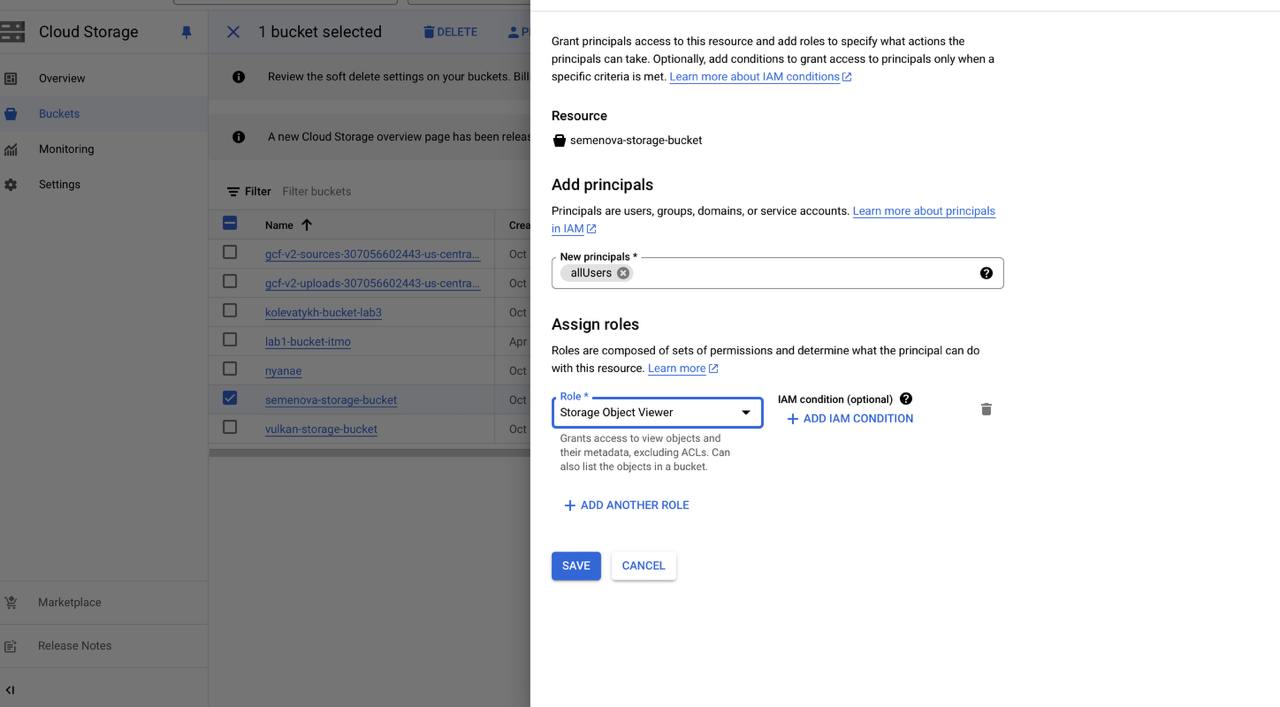 Cloud Storage
Overview
Buckets
Monitoring
Settings
Marketplace
Release Notes
1 bucket selected
DELETE
Review the soft delete settings on your buckets. Bill
A new Cloud Storage overview page has been releas
Filter Filter buckets
Name
gcf-v2-sources-307056602443-us-centra... Oct
gcf-v2-uploads-307056602443-us-centra... Oct
kolevatykh-bucket-lab3 Oct
lab1-bucket-itmo Apr
nyanae Oct
semenova-storage-bucket Oct
vulkan-storage-bucket Oct
Grant principals access to this resource and add roles to specify what actions the
principals can take. Optionally, add conditions to grant access to principals only when a
specific criteria is met. Learn more about IAM conditions
Resource
semenova-storage-bucket
Add principals
Principals are users, groups, domains, or service accounts. Learn more about principals
in IAM
New principals *
allUsers
Assign roles
Roles are composed of sets of permissions and determine what the principal can do
with this resource. Learn more
Role *
Storage Object Viewer
Grants access to view objects and
their metadata, excluding ACLs. Can
also list the objects in a bucket.
IAM condition (optional)
ADD IAM CONDITION
ADD ANOTHER ROLE
SAVE CANCEL